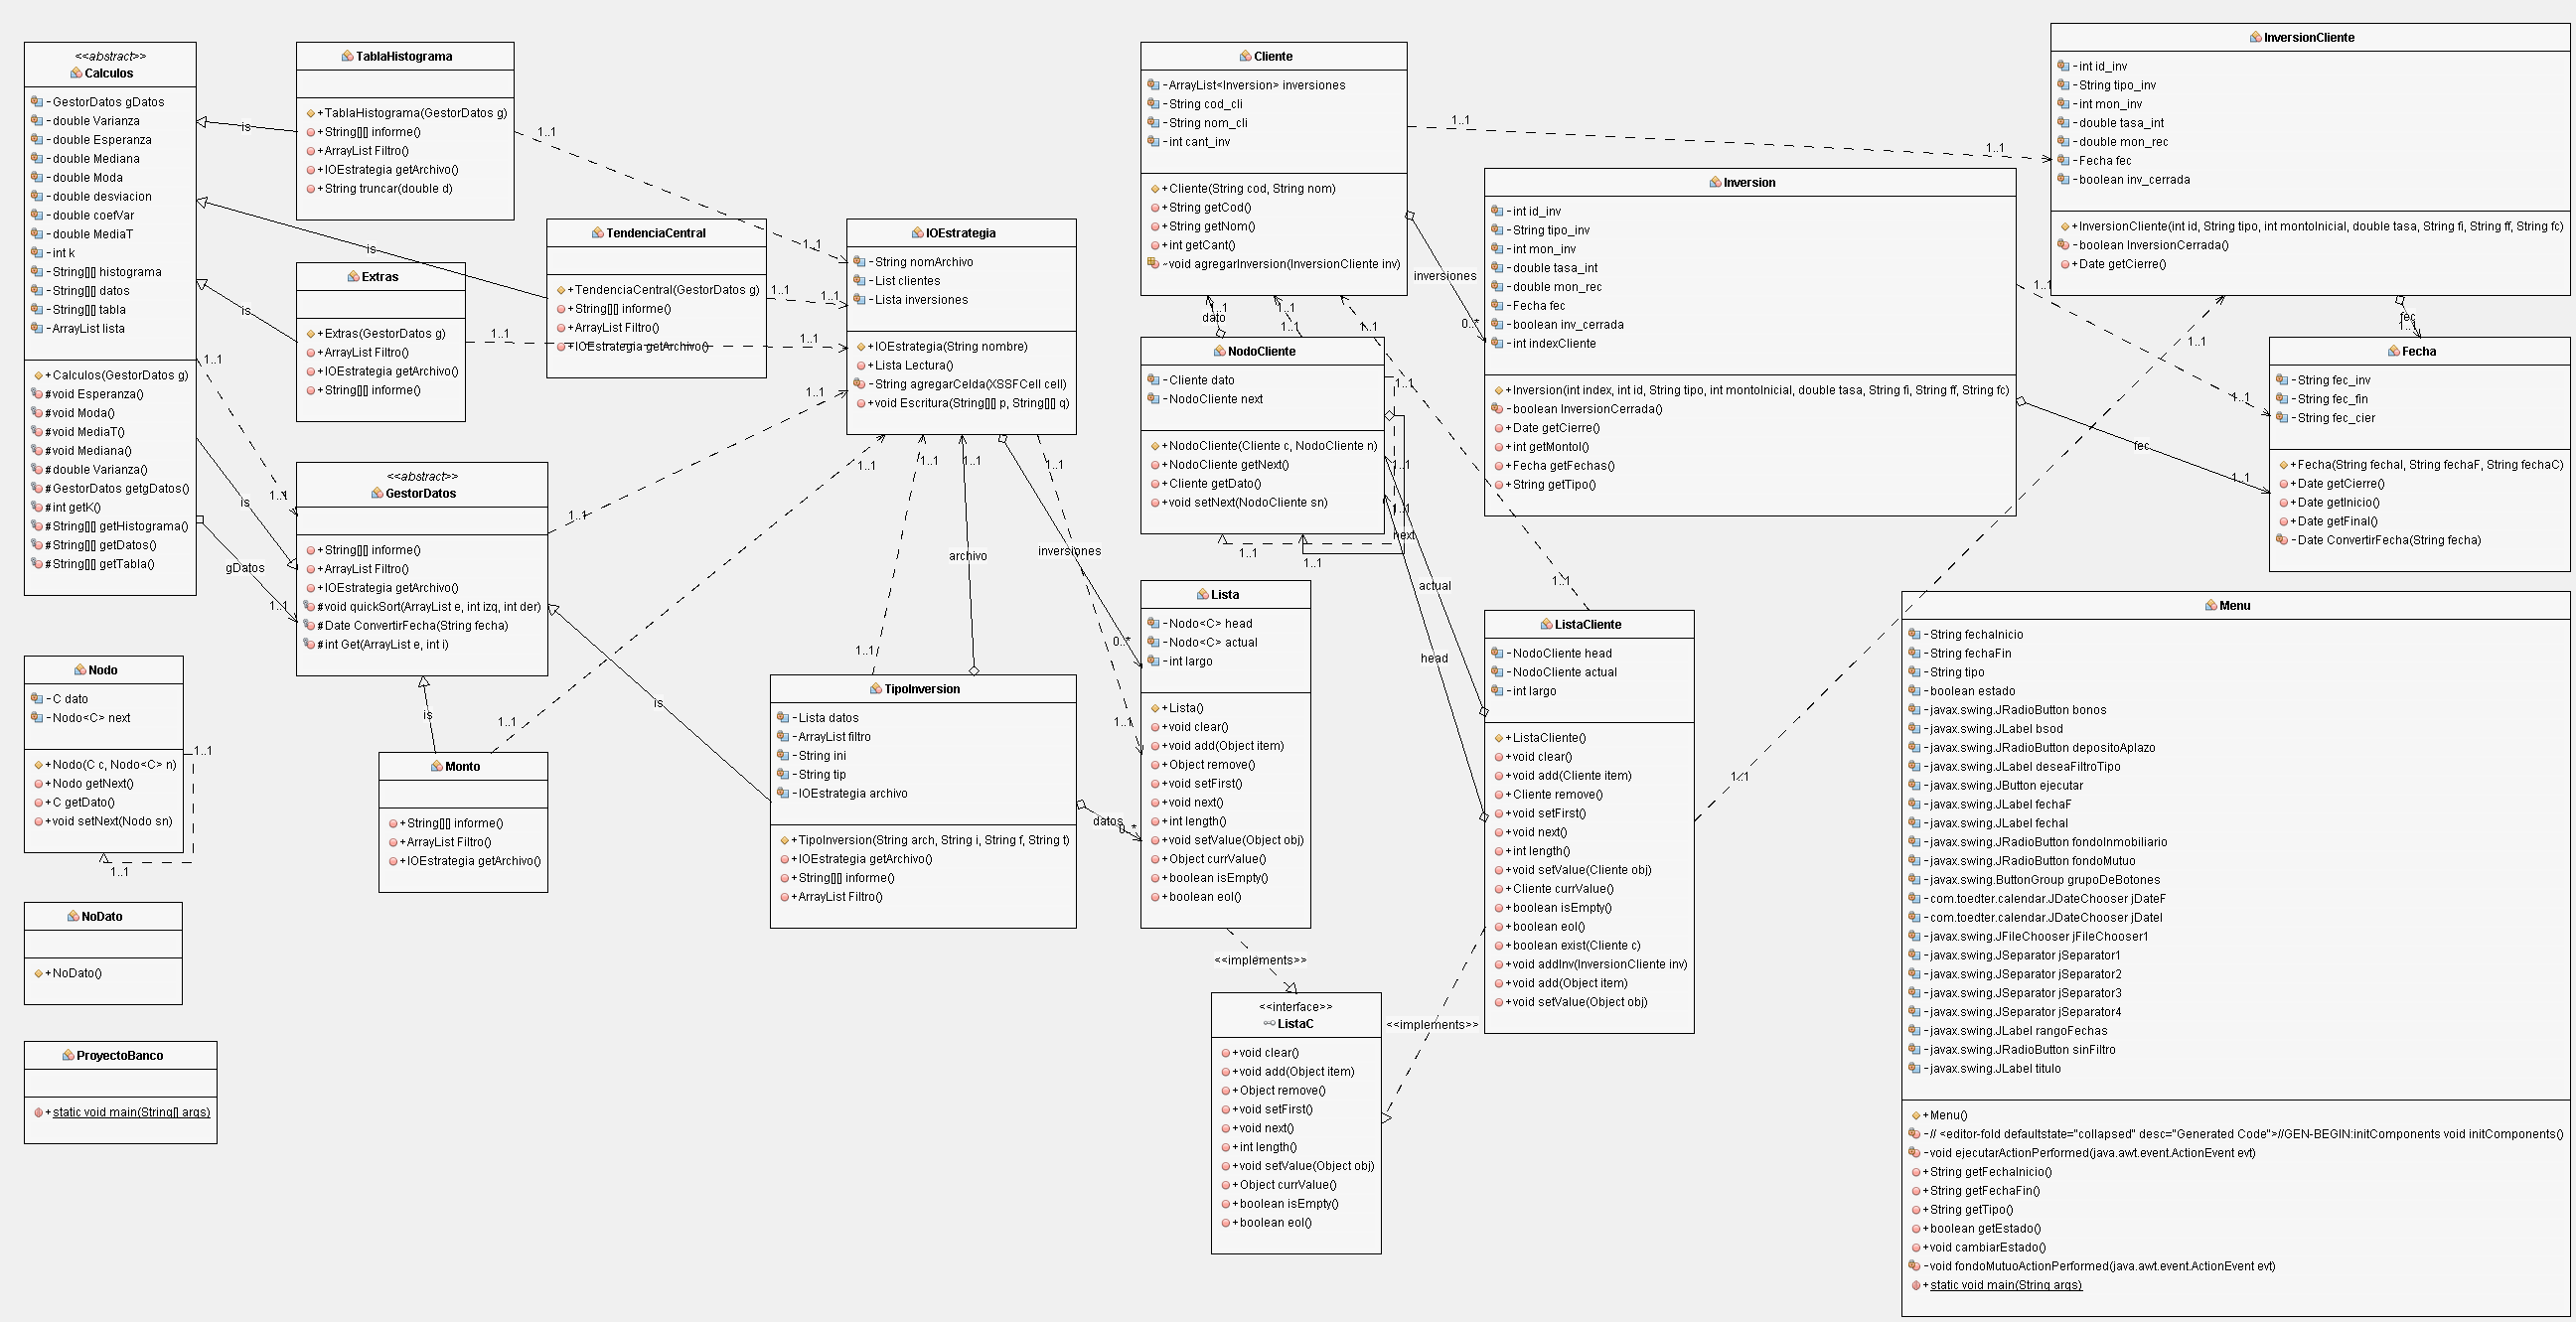 <<abstract>>
Calculos
-GestorDatos gDatos
-double Varianza
-double Esperanza
-double Mediana
-double Moda
-double desviacion
-double coefVar
-double MediaT
-int k
-String[][] histograma
-String[][] datos
-String[][] tabla
-ArrayList lista
+Calculos(GestorDatos g)
#void Esperanza()
#void Moda()
#void MediaT()
#void Mediana()
#double Varianza()
#GestorDatos getgDatos()
#int getK()
#String[][] getHistograma()
#String[][] getDatos()
#String[][] getTabla()
TablaHistograma
+TablaHistograma(GestorDatos g)
+String[][] informe()
+ArrayList Filtro()
+IOEstrategia getArchivo()
+String truncar(double d)
is
1..1
1..1
is
TendenciaCentral
+TendenciaCentral(GestorDatos g)
+String[][] informe()
+ArrayList Filtro()
+IOEstrategia getArchivo()
1..1
1..1
Extras
+Extras(GestorDatos g)
+ArrayList Filtro()
+IOEstrategia getArchivo()
+String[][] informe()
is
1..1
1..1
IOEstrategia
-String nomArchivo
-List clientes
-Lista inversiones
+IOEstrategia(String nombre)
+Lista Lectura()
-String agregarCelda(XSSFCell cell)
+void Escritura(String[][] p, String[][] q)
1..1
1..1
is
gDatos
1..1
<<abstract>>
GestorDatos
+String[][] informe()
+ArrayList Filtro()
+IOEstrategia getArchivo()
#void quickSort(ArrayList e, int izq, int der)
#Date ConvertirFecha(String fecha)
#int Get(ArrayList e, int i)
1..1
1..1
1..1
1..1
1..1
1..1
archivo
inversiones
0..*
1..1
1..1
1..1
is
is
Nodo
-C dato
-Nodo<C> next
+Nodo(C c, Nodo<C> n)
+Nodo getNext()
+C getDato()
+void setNext(Nodo sn)
1..1
1..1
Monto
+String[][] informe()
+ArrayList Filtro()
+IOEstrategia getArchivo()
TipoInversion
-Lista datos
-ArrayList filtro
-String ini
-String tip
-IOEstrategia archivo
+TipoInversion(String arch, String i, String f, String t)
+IOEstrategia getArchivo()
+String[][] informe()
+ArrayList Filtro()
datos
0..*
NoDato
+NoDato()
ProyectoBanco
+static void main(String[] args)
Cliente
-ArrayList<Inversion> inversiones
-String cod_cli
-String nom_cli
-int cant_inv
+Cliente(String cod, String nom)
+String getCod()
+String getNom()
+int getCant()
~void agregarInversion(InversionCliente inv)
1..1
1..1
inversiones
0..*
dato
1..1
1..1
1..1
NodoCliente
-Cliente dato
-NodoCliente next
+NodoCliente(Cliente c, NodoCliente n)
+NodoCliente getNext()
+Cliente getDato()
+void setNext(NodoCliente sn)
1..1
1..1
1..1
next
1..1
1..1
actual
head
1..1
Lista
-Nodo<C> head
-Nodo<C> actual
-int largo
+Lista()
+void clear()
+void add(Object item)
+Object remove()
+void setFirst()
+void next()
+int length()
+void setValue(Object obj)
+Object currValue()
+boolean isEmpty()
+boolean eol()
<<implements>>
<<interface>>
ListaC
+void clear()
+void add(Object item)
+Object remove()
+void setFirst()
+void next()
+int length()
+void setValue(Object obj)
+Object currValue()
+boolean isEmpty()
+boolean eol()
<<implements>>
Inversion
-int id_inv
-String tipo_inv
-int mon_inv
-double tasa_int
-double mon_rec
-Fecha fec
-boolean inv_cerrada
-int indexCliente
+Inversion(int index, int id, String tipo, int montoInicial, double tasa, String fi, String ff, String fc)
-boolean InversionCerrada()
+Date getCierre()
+int getMontoI()
+Fecha getFechas()
+String getTipo()
ListaCliente
-NodoCliente head
-NodoCliente actual
-int largo
+ListaCliente()
+void clear()
+void add(Cliente item)
+Cliente remove()
+void setFirst()
+void next()
+int length()
+void setValue(Cliente obj)
+Cliente currValue()
+boolean isEmpty()
+boolean eol()
+boolean exist(Cliente c)
+void addInv(InversionCliente inv)
+void add(Object item)
+void setValue(Object obj)
1..1
1..1
InversionCliente
-int id_inv
-String tipo_inv
-int mon_inv
-double tasa_int
-double mon_rec
-Fecha fec
-boolean inv_cerrada
+InversionCliente(int id, String tipo, int montoInicial, double tasa, String fi, String ff, String fc)
-boolean InversionCerrada()
+Date getCierre()
1..1
1..1
fec
1..1
fec
1..1
Fecha
-String fec_inv
-String fec_fin
-String fec_cier
+Fecha(String fechaI, String fechaF, String fechaC)
+Date getCierre()
+Date getInicio()
+Date getFinal()
-Date ConvertirFecha(String fecha)
Menu
-String fechaInicio
-String fechaFin
-String tipo
-boolean estado
-javax.swing.JRadioButton bonos
-javax.swing.JLabel bsod
-javax.swing.JRadioButton depositoAplazo
-javax.swing.JLabel deseaFiltroTipo
-javax.swing.JButton ejecutar
-javax.swing.JLabel fechaF
-javax.swing.JLabel fechaI
-javax.swing.JRadioButton fondoInmobiliario
-javax.swing.JRadioButton fondoMutuo
-javax.swing.ButtonGroup grupoDeBotones
-com.toedter.calendar.JDateChooser jDateF
-com.toedter.calendar.JDateChooser jDateI
-javax.swing.JFileChooser jFileChooser1
-javax.swing.JSeparator jSeparator1
-javax.swing.JSeparator jSeparator2
-javax.swing.JSeparator jSeparator3
-javax.swing.JSeparator jSeparator4
-javax.swing.JLabel rangoFechas
-javax.swing.JRadioButton sinFiltro
-javax.swing.JLabel titulo
+Menu()
-// <editor-fold defaultstate="collapsed" desc="Generated Code">//GEN-BEGIN:initComponents void initComponents()
-void ejecutarActionPerformed(java.awt.event.ActionEvent evt)
+String getFechaInicio()
+String getFechaFin()
+String getTipo()
+boolean getEstado()
+void cambiarEstado()
-void fondoMutuoActionPerformed(java.awt.event.ActionEvent evt)
+static void main(String args)